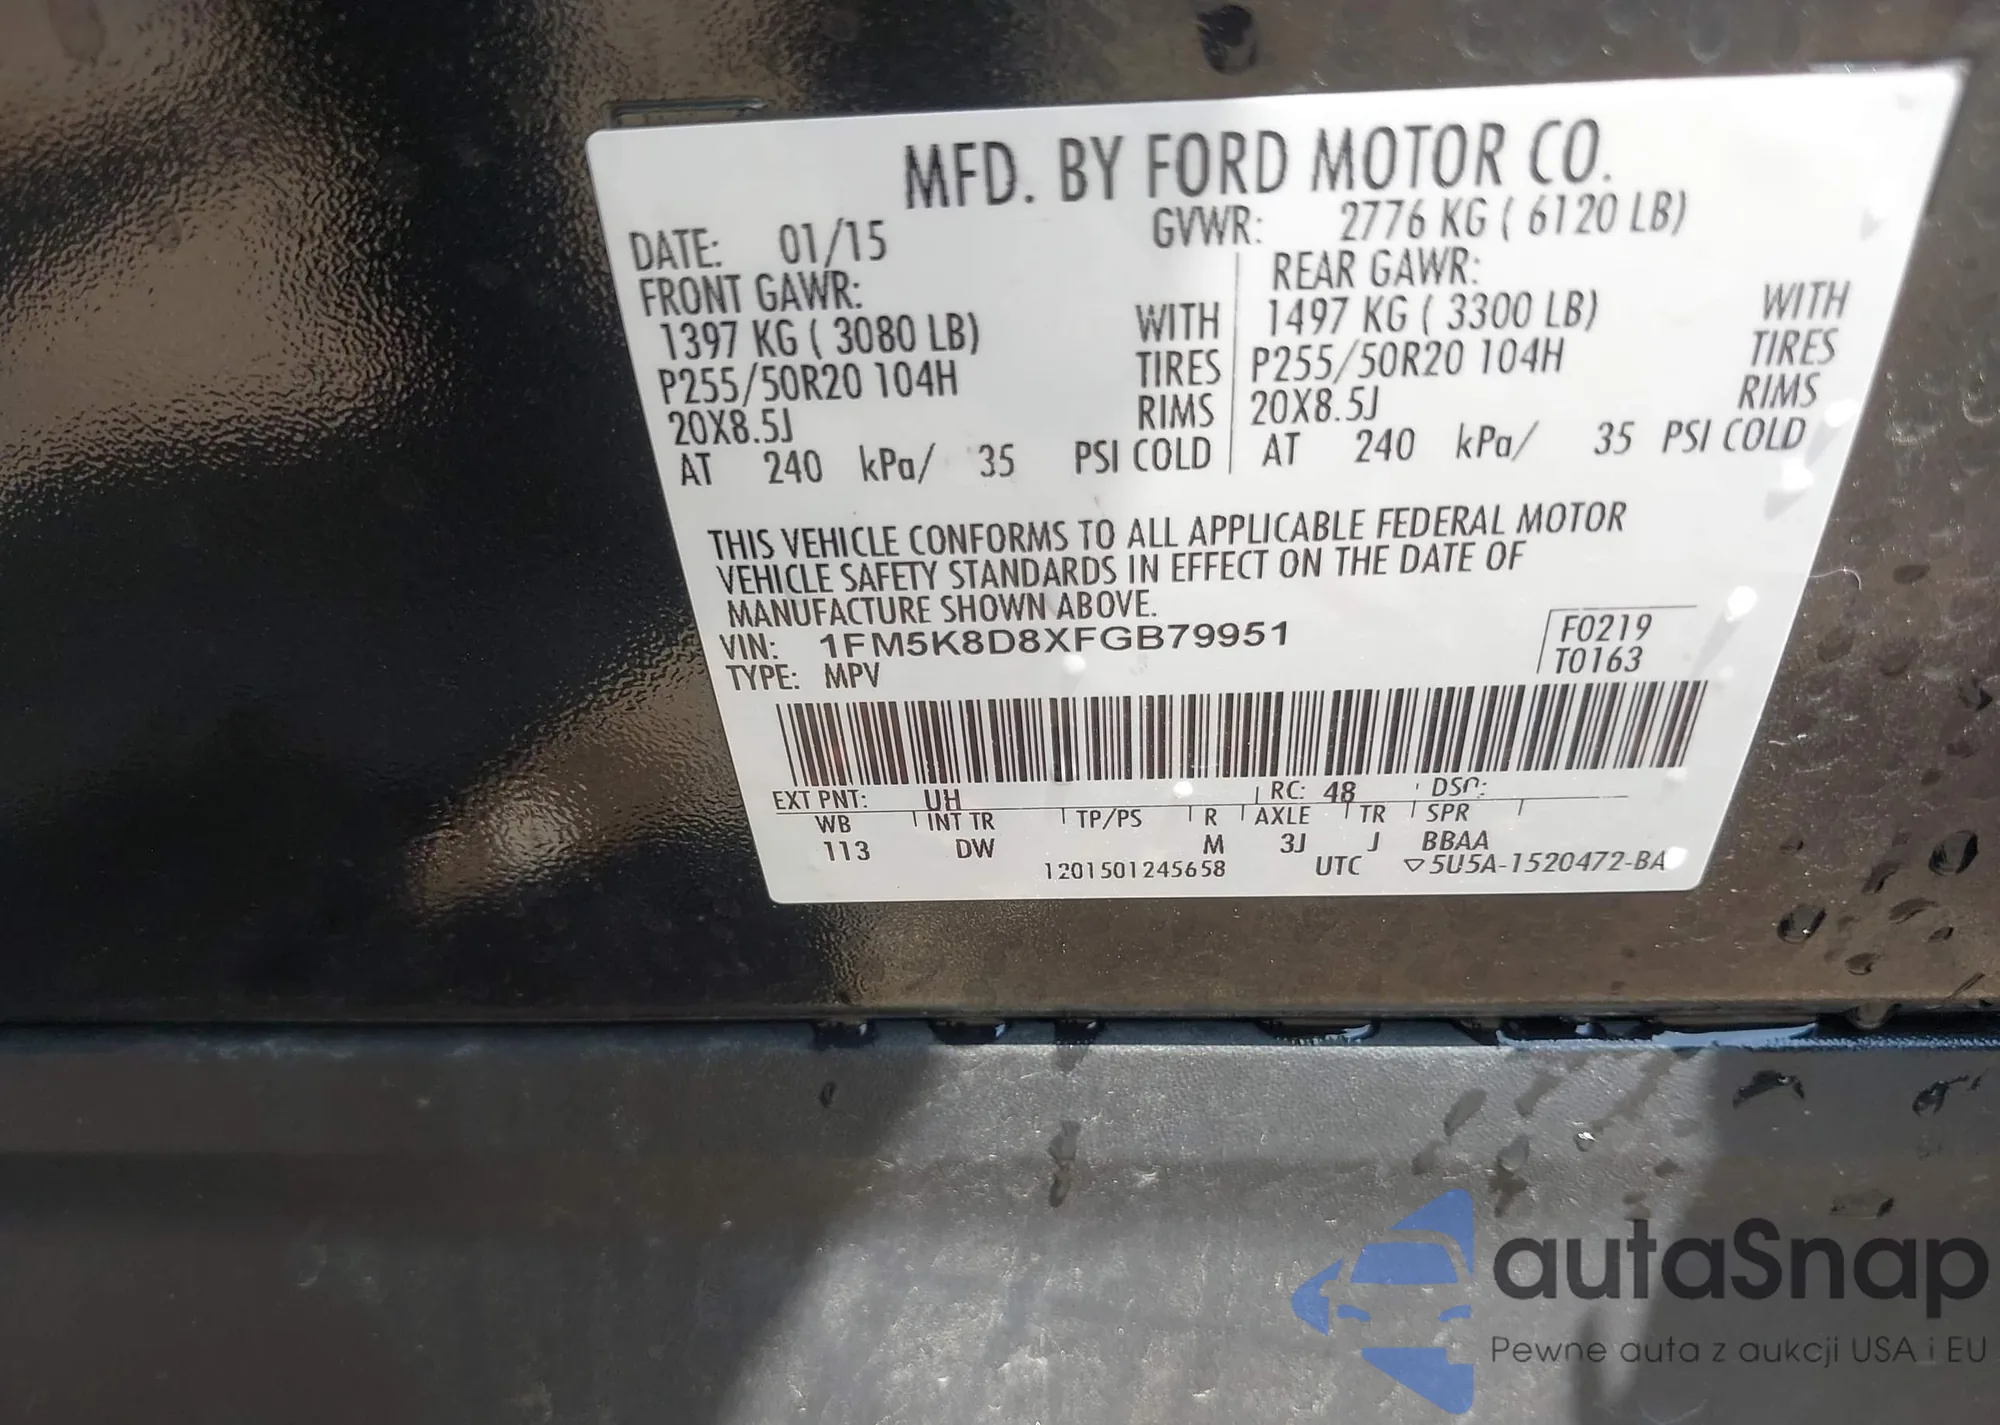 MFD. BY FORD MOTOR CO.
DATE: 01/15 GVWR: 2776 KG ( 6120 LB)
FRONT GAWR: REAR GAWR:
1397 KG ( 3080 LB) WITH 1497 KG ( 3300 LB) WITH
P255/50R20 104H TIRES P255/50R20 104H TIRES
20X8.5J RIMS 20X8.5J RIMS
AT 240 kPa/ 35 PSI COLD AT 240 kPa/ 35 PSI COLD
THIS VEHICLE CONFORMS TO ALL APPLICABLE FEDERAL MOTOR
VEHICLE SAFETY STANDARDS IN EFFECT ON THE DATE OF
MANUFACTURE SHOWN ABOVE.
VIN: 1FM5K8D8XFGB79951 F0219
TYPE: MPV T0163
EXT PNT: UH RC: 48 DSO:
WB INT TR TP/PS R AXLE TR SPR
113 DW M 3J J BBAA
1201501245658 UTC ▽5U5A-1520472-BA
autaSnap
Pewne auta z aukcji USA i EU